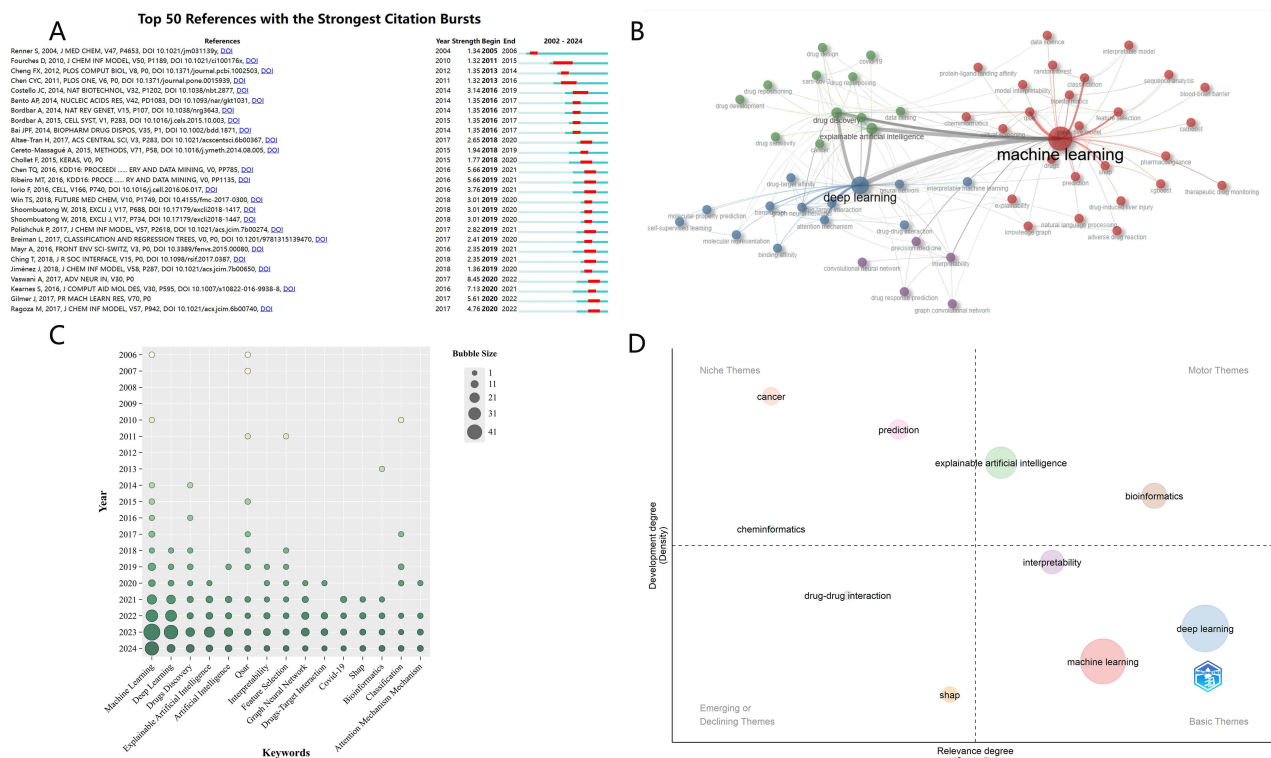 A
Top 50 References with the Strongest Citation Bursts
References Year Strength Begin End 2002 - 2024
Renner S, 2004, J MED CHEM, V47, P4653, DOI 10.1021/jm031139y, DOI 2004 1.34 2005 2006
Fourches D, 2010, J CHEM INF MODEL, V50, P1189, DOI 10.1021/ci100176x, DOI 2010 1.32 2011 2015
Cheng FX, 2012, PLOS COMPUT BIOL, V8, P0, DOI 10.1371/journal.pcbi.1002503, DOI 2012 1.35 2013 2014
Chen CYC, 2011, PLOS ONE, V6, P0, DOI 10.1371/journal.pone.0015939, DOI 2011 1.32 2013 2016
Costello JC, 2014, NAT BIOTECHNOL, V32, P1202, DOI 10.1038/nbt.2877, DOI 2014 3.14 2016 2019
Bento AP, 2014, NUCLEIC ACIDS RES, V42, PD1083, DOI 10.1093/nar/gkt1031, DOI 2014 1.35 2016 2017
Bordbar A, 2014, NAT REV GENET, V15, P107, DOI 10.1038/nrg3643, DOI 2014 1.35 2016 2017
Bordbar A, 2015, CELL SYST, V1, P283, DOI 10.1016/j.cels.2015.10.003, DOI 2015 1.35 2016 2017
Bai JPF, 2014, BIOPHARM DRUG DISPOS, V35, P1, DOI 10.1002/bdd.1871, DOI 2014 1.35 2016 2017
Altae-Tran H, 2017, ACS CENTRAL SCI, V3, P283, DOI 10.1021/acscentsci.6b00367, DOI 2017 2.65 2018 2020
Cereto-Massagué A, 2015, METHODS, V71, P58, DOI 10.1016/j.ymeth.2014.08.005, DOI 2015 1.94 2018 2019
Chollet F, 2015, KERAS, V0, P0 2015 1.77 2018 2020
Chen TQ, 2016, KDD16: PROCEEDI ...... ERY AND DATA MINING, V0, PP785, DOI 2016 5.66 2019 2021
Ribeiro MT, 2016, KDD16: PROCE ...... RY AND DATA MINING, V0, PP1135, DOI 2016 5.66 2019 2021
Iorio F, 2016, CELL, V166, P740, DOI 10.1016/j.cell.2016.06.017, DOI 2016 3.76 2019 2021
Win TS, 2018, FUTURE MED CHEM, V10, P1749, DOI 10.4155/fmc-2017-0300, DOI 2018 3.01 2019 2020
Shoombuatong W, 2018, EXCLI J, V17, P688, DOI 10.17179/excli2018-1447, DOI 2018 3.01 2019 2020
Shoombuatong W, 2018, EXCLI J, V17, P734, DOI 10.17179/excli2018-1447, DOI 2018 3.01 2019 2020
Polishchuk P, 2017, J CHEM INF MODEL, V57, P2618, DOI 10.1021/acs.jcim.7b00274, DOI 2017 2.82 2019 2021
Breiman L, 2017, CLASSIFICATION AND REGRESSION TREES, V0, P0, DOI 10.1201/9781315139470, DOI 2017 2.41 2019 2020
Mayr A, 2016, FRONT ENV SCI-SWITZ, V3, P0, DOI 10.3389/fenvs.2015.00080, DOI 2016 2.35 2019 2021
Ching T, 2018, J R SOC INTERFACE, V15, P0, DOI 10.1098/rsif.2017.0387, DOI 2018 2.35 2019 2021
Jiménez J, 2018, J CHEM INF MODEL, V58, P287, DOI 10.1021/acs.jcim.7b00650, DOI 2018 1.36 2019 2020
Vaswani A, 2017, ADV NEUR IN, V30, P0 2017 8.45 2020 2022
Kearnes S, 2016, J COMPUT AID MOL DES, V30, P595, DOI 10.1007/s10822-016-9938-8, DOI 2016 7.13 2020 2021
Gilmer J, 2017, PR MACH LEARN RES, V70, P0 2017 5.61 2020 2022
Ragoza M, 2017, J CHEM INF MODEL, V57, P942, DOI 10.1021/acs.jcim.6b00740, DOI 2017 4.76 2020 2022
B
data science
interpretable model
drug design
covid-19
random forest
protein-ligand binding affinity
classification
sequence analysis
drug repurposing
drug repositioning
model interpretability
blood-brain barrier
bioinformatics
drug development
data mining
feature selection
drug discovery
cheminformatics
catboost
explainable artificial intelligence
drug sensitivity
cancer
machine learning
drugs
shap
pharmacovigilance
prediction
xgboost
therapeutic drug monitoring
drug-target affinity
neural network
interpretable machine learning
deep learning
explainability
drug-induced liver injury
molecular property prediction
self-supervised learning
attention mechanism
natural language processing
adverse drug reaction
knowledge graph
molecular representation
drug-drug interaction
binding affinity
precision medicine
interpretability
convolutional neural network
drug response prediction
graph convolutional network
C
Year
2006
2007
2008
2009
2010
2011
2012
2013
2014
2015
2016
2017
2018
2019
2020
2021
2022
2023
2024
Machine Learning
Deep Learning
Drugs Discovery
Explainable Artificial Intelligence
Artificial Intelligence
Qsar
Interpretability
Feature Selection
Graph Neural Network
Drugs-Target Interaction
Covid-19
Shap
Bioinformatics
Classification
Attention Mechanism
Keywords
Bubble Size
1
11
21
31
41
D
Niche Themes
Motor Themes
cancer
prediction
explainable artificial intelligence
bioinformatics
cheminformatics
interpretability
drug-drug interaction
deep learning
machine learning
shap
Emerging or
Declining Themes
Basic Themes
Development degree
(Density)
Relevance degree